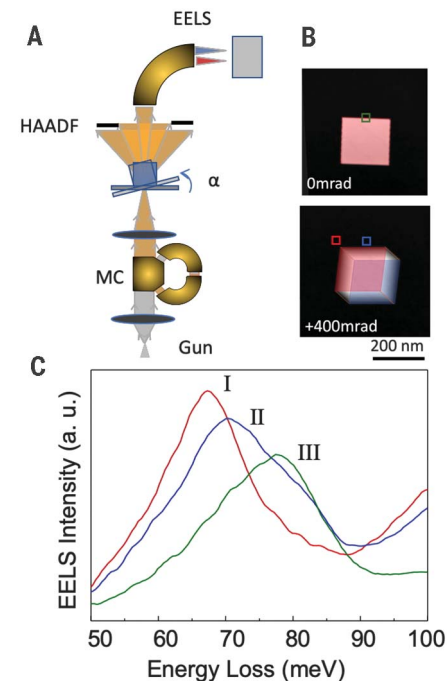 A
EELS
HAADF
α
MC
Gun
B
0mrad
+400mrad
200 nm
C
I
II
III
EELS Intensity (a. u.)
50 60 70 80 90 100
Energy Loss (meV)